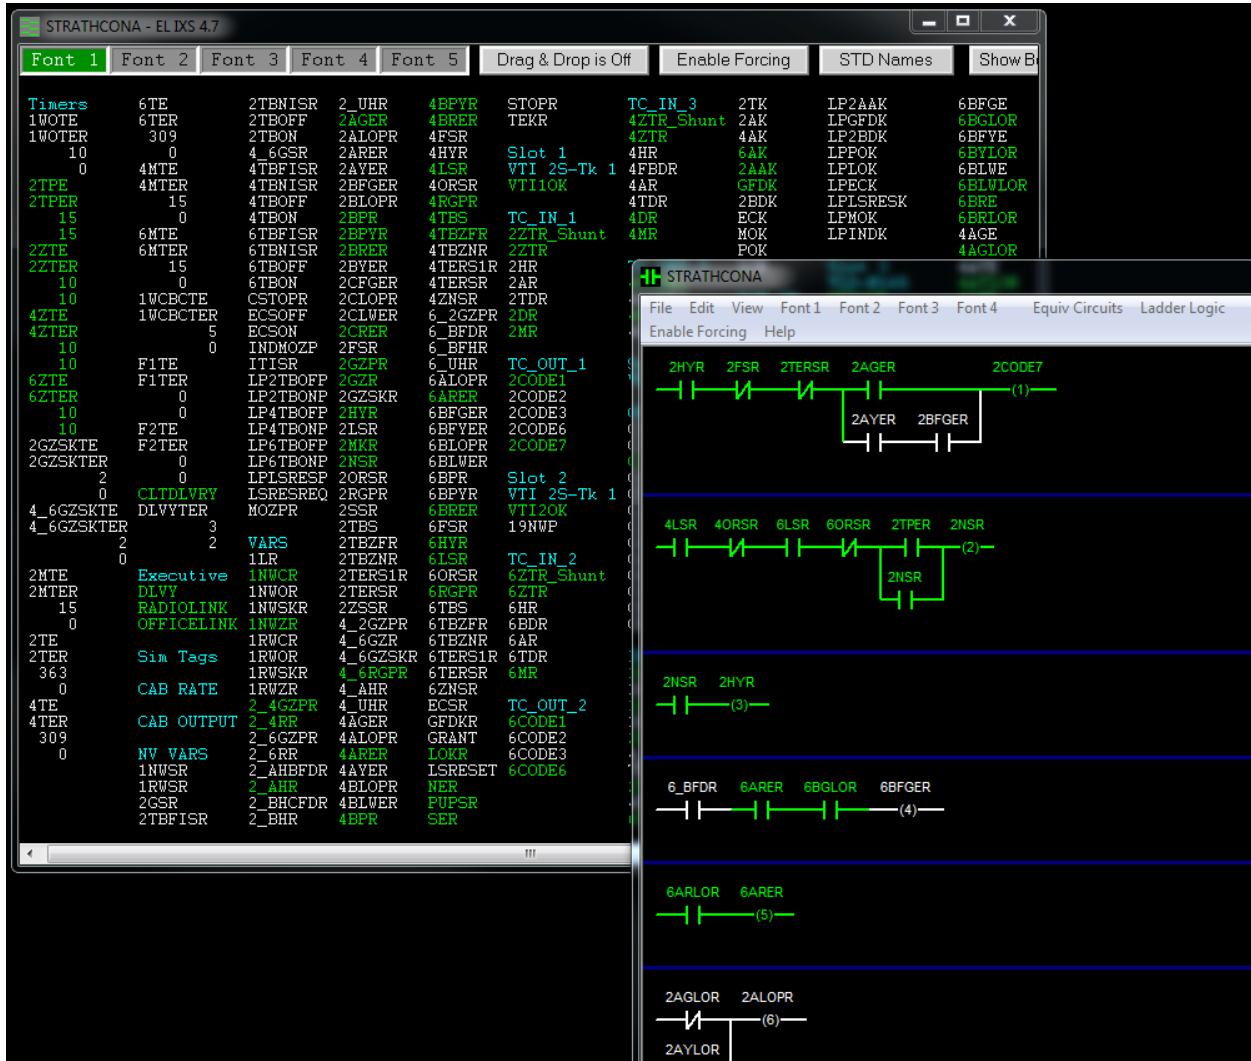 STRATHCONA - EL IXS 4.7
Font 1
Font 2
Font 3
Font 4
Font 5
Drag & Drop is Off
Enable Forcing
STD Names
Show B
Timers
1WOTE
1WOTER
10
0
2TPE
2TPER
15
15
2ZTE
2ZTER
10
10
4ZTE
4ZTER
10
10
6ZTE
6ZTER
10
10
2GZSKTE
2GZSKTER
2
0
4_6GZSKTE
4_6GZSKTER
2
0
2MTE
2MTER
15
0
2TE
2TER
363
0
4TE
4TER
309
0
6TE
6TER
309
0
4MTE
4MTER
15
0
6MTE
6MTER
15
0
1WCBCTE
1WCBCTER
5
0
F1TE
F1TER
0
0
F2TE
F2TER
0
0
CLTDLVRY
DLVYTER
3
2
Executive
DLVY
RADIOLINK
OFFICELINK
Sim Tags
CAB RATE
CAB OUTPUT
NV VARS
1NWSR
1RWSR
2GSR
2TBFISR
2TBNISR
2TBOFF
2TBON
4_6GSR
4TBFISR
4TBNISR
4TBOFF
4TBON
6TBFISR
6TBNISR
6TBOFF
6TBON
CSTOPR
ECSOFF
ECSON
INDMOZP
ITISR
LP2TBOFP
LP2TBONP
LP4TBOFP
LP4TBONP
LP6TBOFP
LP6TBONP
LPLSRESP
LSRESREQ
MOZPR
VARS
1LR
1NWCR
1NWOR
1NWSKR
1NWZR
1RWCR
1RWOR
1RWSKR
1RWZR
2_4GZPR
2_4RR
2_6GZPR
2_6RR
2_AHBFDR
2_AHR
2_BHCFDR
2_BHR
2_UHR
2AGER
2ALOPR
2ARER
2AYER
2BFGER
2BLOPR
2BPR
2BPYR
2BRER
2BYER
2CFGER
2CLOPR
2CLWER
2CRER
2FSR
2GZPR
2GZR
2GZSKR
2HYR
2LSR
2MKR
2NSR
2ORSR
2RGPR
2SSR
2TBS
2TBZFR
2TBZNR
2TERS1R
2TERSR
2ZSSR
4_2GZPR
4_6GZR
4_6GZSKR
4_6RGPR
4_AHR
4_UHR
4AGER
4ALOPR
4ARER
4AYER
4BLOPR
4BLWER
4BPR
4BPYR
4BRER
4FSR
4HYR
4LSR
4ORSR
4RGPR
4TBS
4TBZFR
4TBZNR
4TERS1R
4TERSR
4ZNSR
6_2GZPR
6_BFDR
6_BFHR
6_UHR
6ALOPR
6ARER
6BFGER
6BFYER
6BLOPR
6BLWER
6BPR
6BPYR
6BRER
6FSR
6HYR
6LSR
6ORSR
6RGPR
6TBS
6TBZFR
6TBZNR
6TERS1R
6TERSR
6ZNSR
ECSR
GFDKR
GRANT
LOKR
LSRESET
NER
PUPSR
SER
STOPR
TEKR
Slot 1
VTI 2S-Tk 1
VTI1OK
TC_IN_1
2ZTR_Shunt
2ZTR
2HR
2AR
2TDR
2DR
2MR
TC_OUT_1
2CODE1
2CODE2
2CODE3
2CODE6
2CODE7
Slot 2
VTI 2S-Tk 1
VTI2OK
19NWP
TC_IN_2
6ZTR_Shunt
6ZTR
6HR
6BDR
6AR
6TDR
6MR
TC_OUT_2
6CODE1
6CODE2
6CODE3
6CODE6
TC_IN_3
4ZTR_Shunt
4ZTR
4HR
4FBDR
4AR
4TDR
4DR
4MR
2TK
2AK
4AK
6AK
2AAK
GFDK
2BDK
ECK
MOK
POK
LP2AAK
LPGFDK
LP2BDK
LPPOK
LPLOK
LPECK
LPLSRESK
LPMOK
LPINDK
6BFGE
6BGLOR
6BFYE
6BYLOR
6BLWE
6BLWLOR
6BRE
6BRLOR
4AGE
4AGLOR
STRATHCONA
File Edit View Font 1 Font 2 Font 3 Font 4 Equiv Circuits Ladder Logic
Enable Forcing Help
2HYR 2FSR 2TERSR 2AGER 2CODE7
(1)
2AYER 2BFGER
4LSR 4ORSR 6LSR 6ORSR 2TPER 2NSR
(2)
2NSR
2NSR 2HYR
(3)
6_BFDR 6ARER 6BGLOR 6BFGER
(4)
6ARLOR 6ARER
(5)
2AGLOR 2ALOPR
(6)
2AYLOR